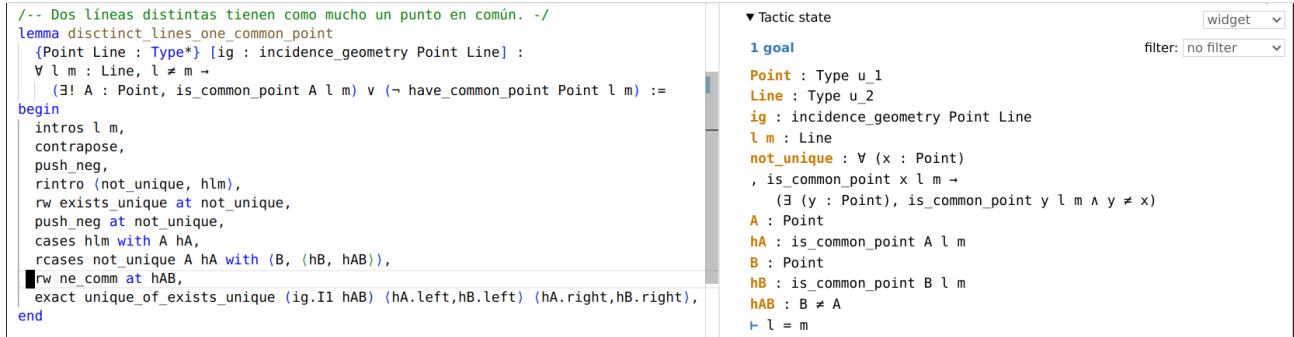 /-- Dos líneas distintas tienen como mucho un punto en común. -/
lemma disctinct_lines_one_common_point
{Point Line : Type*} [ig : incidence_geometry Point Line] :
∀ l m : Line, l ≠ m →
(∃! A : Point, is_common_point A l m) ∨ (¬ have_common_point Point l m) :=
begin
intros l m,
contrapose,
push_neg,
rintro ⟨not_unique, hlm⟩,
rw exists_unique at not_unique,
push_neg at not_unique,
cases hlm with A hA,
rcases not_unique A hA with ⟨B, ⟨hB, hAB⟩⟩,
rw ne_comm at hAB,
exact unique_of_exists_unique (ig.I1 hAB) ⟨hA.left,hB.left⟩ ⟨hA.right,hB.right⟩,
end
▼ Tactic state
widget
1 goal
filter: no filter
Point : Type u_1
Line : Type u_2
ig : incidence_geometry Point Line
l m : Line
not_unique : ∀ (x : Point)
, is_common_point x l m →
(∃ (y : Point), is_common_point y l m ∧ y ≠ x)
A : Point
hA : is_common_point A l m
B : Point
hB : is_common_point B l m
hAB : B ≠ A
⊢ l = m